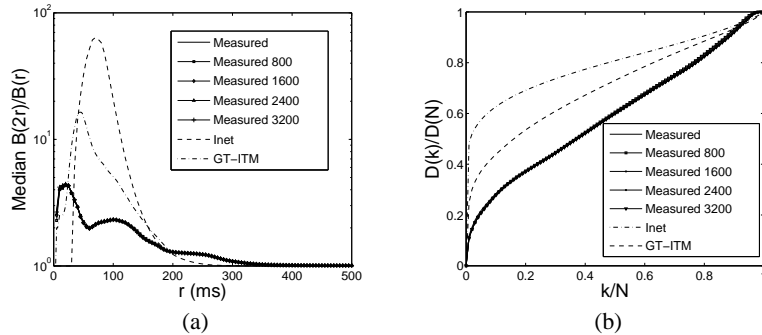 Median B(2r)/B(r)
10²
10¹
10⁰
0
100
200
300
400
500
r (ms)
Measured
Measured 800
Measured 1600
Measured 2400
Measured 3200
Inet
GT−ITM
(a)
D(k)/D(N)
1
0.8
0.6
0.4
0.2
0
0
0.2
0.4
0.6
0.8
k/N
Measured
Measured 800
Measured 1600
Measured 2400
Measured 3200
Inet
GT−ITM
(b)